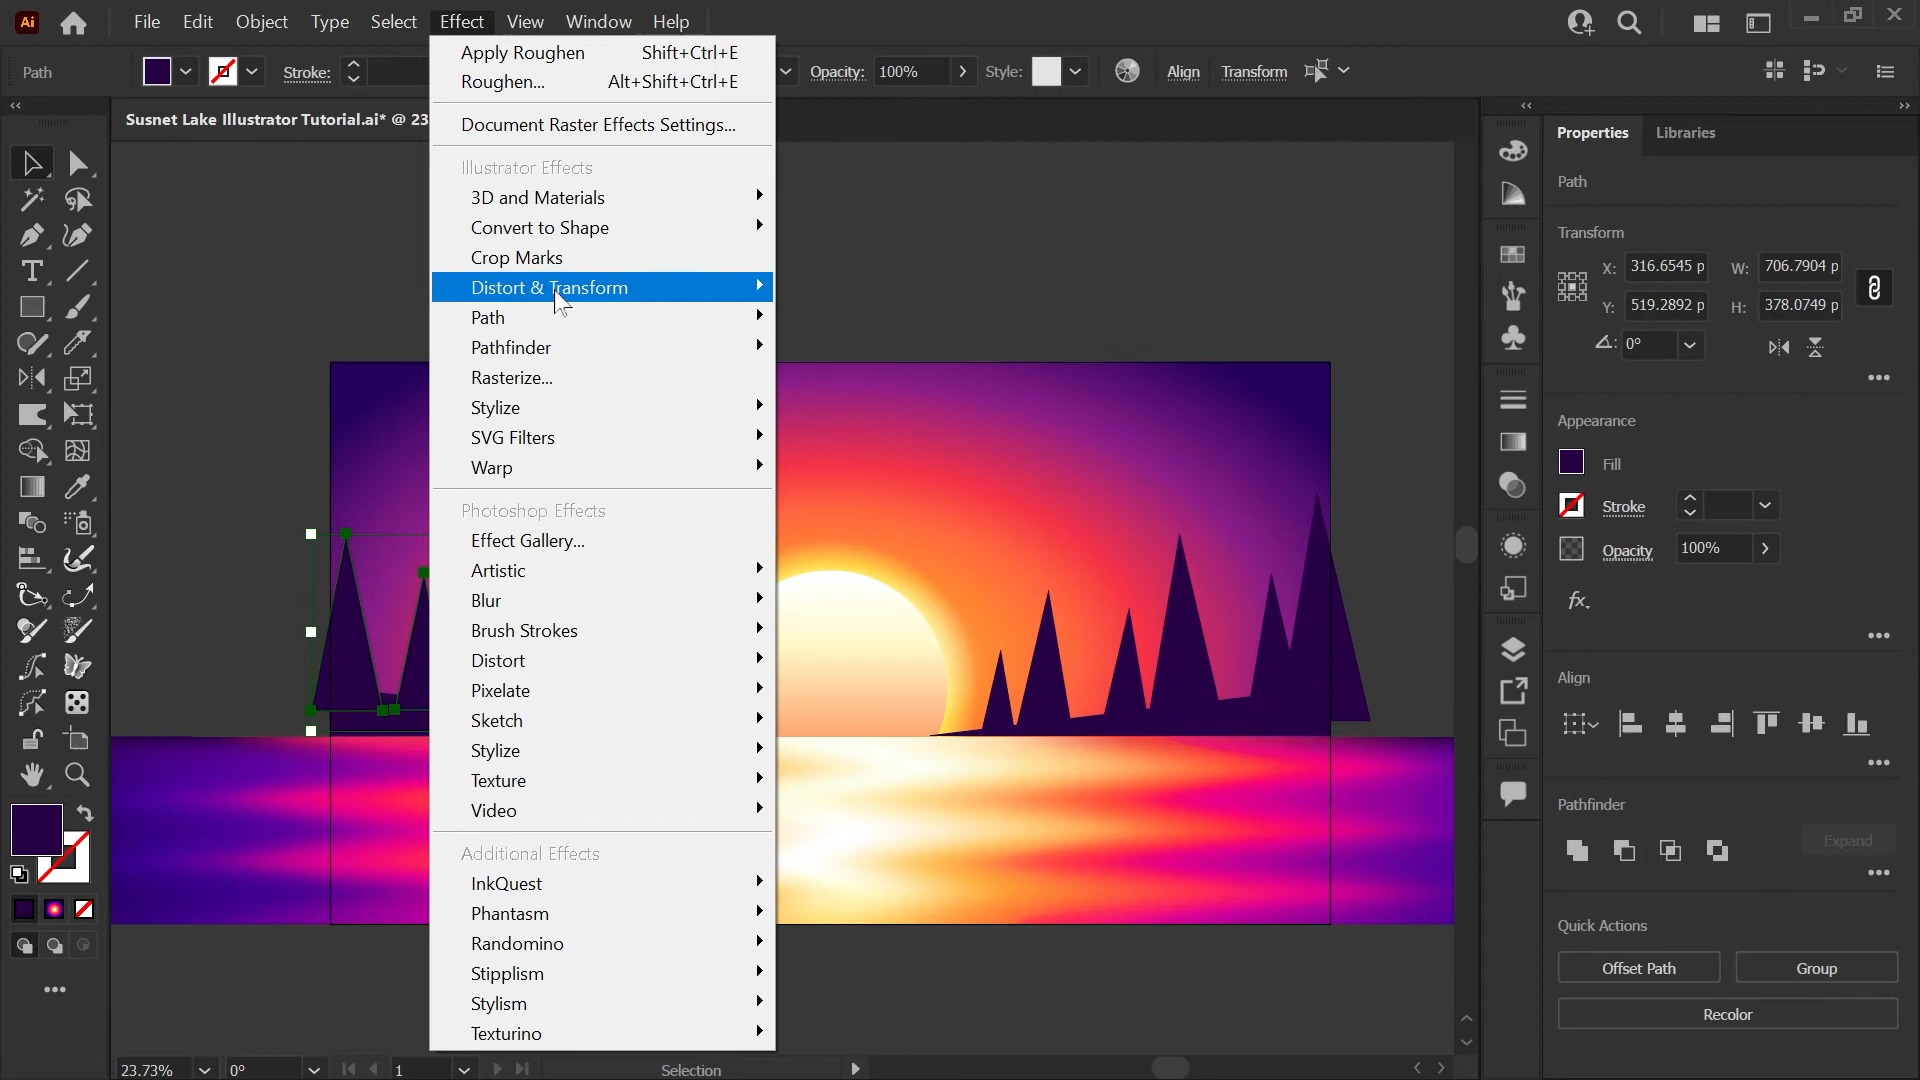 Ai File Edit Object Type Select Effect View Window Help
Path Stroke: Opacity: 100% Style: Align Transform
Susnet Lake Illustrator Tutorial.ai* @ 23
Apply Roughen Shift+Ctrl+E
Roughen... Alt+Shift+Ctrl+E
Document Raster Effects Settings...
Illustrator Effects
3D and Materials
Convert to Shape
Crop Marks
Distort & Transform
Path
Pathfinder
Rasterize...
Stylize
SVG Filters
Warp
Photoshop Effects
Effect Gallery...
Artistic
Blur
Brush Strokes
Distort
Pixelate
Sketch
Stylize
Texture
Video
Additional Effects
InkQuest
Phantasm
Randomino
Stipplism
Stylism
Texturino
Properties Libraries
Path
Transform
X: 316.6545 p W: 706.7904 p
Y: 519.2892 p H: 378.0749 p
0°
Appearance
Fill
Stroke
Opacity 100%
fx
Align
Pathfinder
Expand
Quick Actions
Offset Path Group
Recolor
23.73% 0° 1 Selection